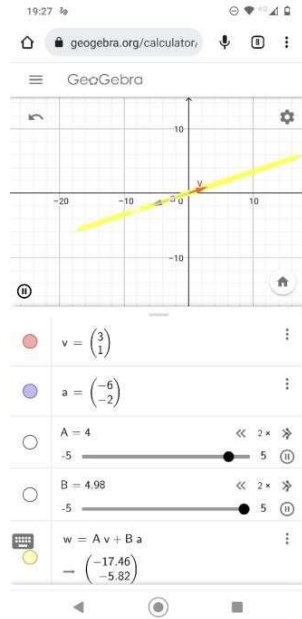 19:27
geogebra.org/calculator/
GeoGebra
10
-20 -10 0 10
-10
v
a
v = (3 1)
a = (-6 -2)
A = 4
2 ×
-5 5
B = 4.98
2 ×
-5 5
w = A v + B a
→ (-17.46 -5.82)